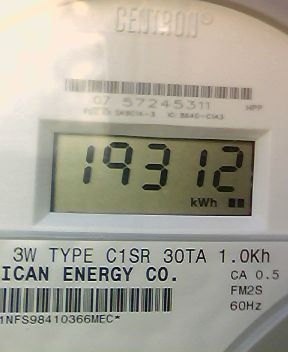 CENTRON®
07 57245311 HPP
19312
kWh
3W TYPE C1SR 30TA 1.0Kh
ICAN ENERGY CO. CA 0.5
FM2S
60Hz
1NFS98410366MEC*